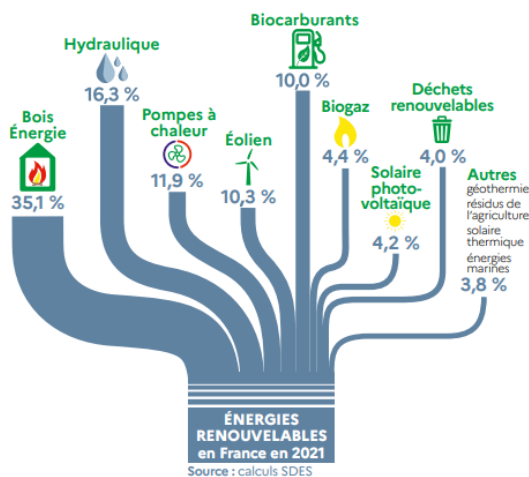 Bois
Énergie
35,1 %
Hydraulique
16,3 %
Pompes à
chaleur
11,9 %
Éolien
10,3 %
Biocarburants
10,0 %
Biogaz
4,4 %
Solaire
photo-
voltaïque
4,2 %
Déchets
renouvelables
4,0 %
Autres
géothermie
résidus de
l'agriculture
solaire
thermique
énergies
marines
3,8 %
ÉNERGIES
RENOUVELABLES
en France en 2021
Source : calculs SDES